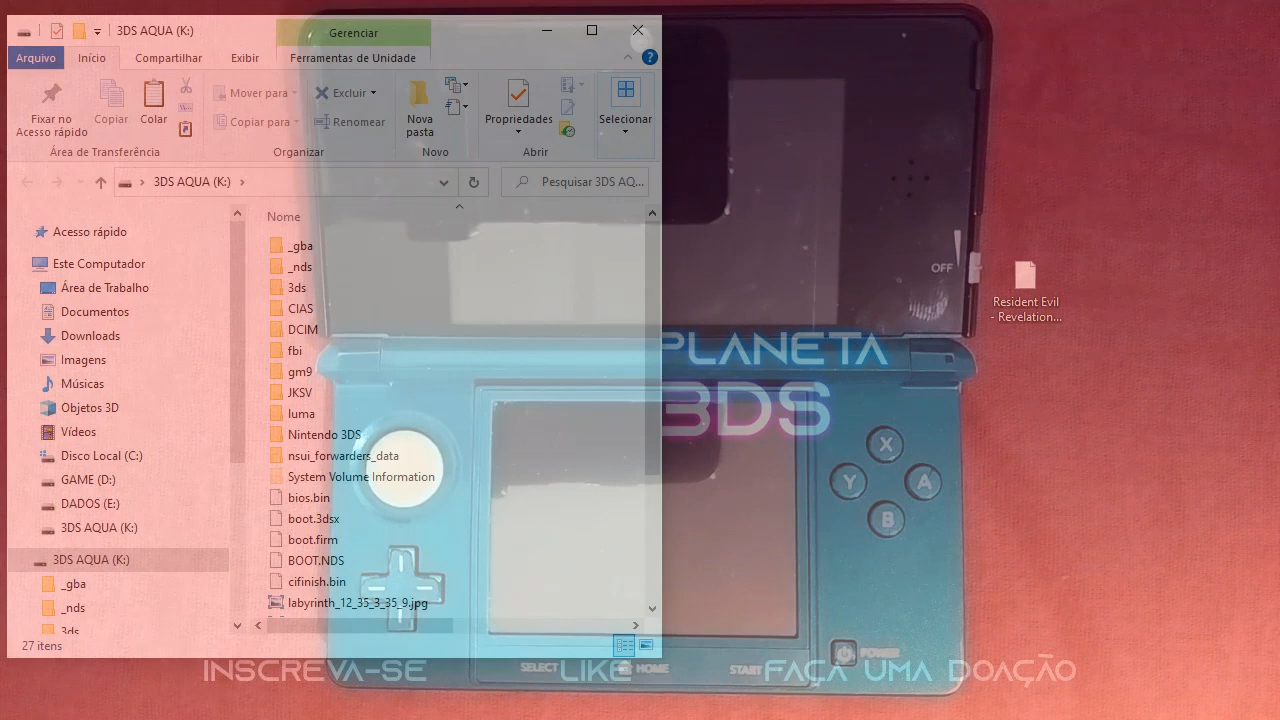 3DS AQUA (K:)
Gerenciar
Arquivo
Início
Compartilhar
Exibir
Ferramentas de Unidade
Fixar no
Acesso rápido
Copiar
Colar
Mover para
Copiar para
Excluir
Renomear
Nova
pasta
Propriedades
Selecionar
Área de Transferência
Organizar
Novo
Abrir
3DS AQUA (K:)
Pesquisar 3DS AQ...
Acesso rápido
Este Computador
Área de Trabalho
Documentos
Downloads
Imagens
Músicas
Objetos 3D
Vídeos
Disco Local (C:)
GAME (D:)
DADOS (E:)
3DS AQUA (K:)
3DS AQUA (K:)
_gba
_nds
3ds
Nome
_gba
_nds
3ds
CIAS
DCIM
fbi
gm9
JKSV
luma
Nintendo 3DS
nsui_forwarders_data
System Volume Information
bios.bin
boot.3dsx
boot.firm
BOOT.NDS
cifinish.bin
labyrinth_12_35_3_35_9.jpg
27 itens
OFF
Resident Evil
- Revelation...
PLANETA
3DS
X
Y
A
B
SELECT
HOME
START
POWER
INSCREVA-SE
LIKE
FAÇA UMA DOAÇÃO